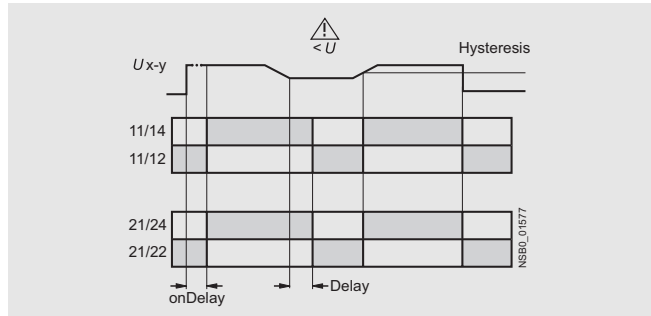 < U
Hysteresis
U x-y
11/14
11/12
21/24
21/22
NSB0_01577
onDelay
Delay